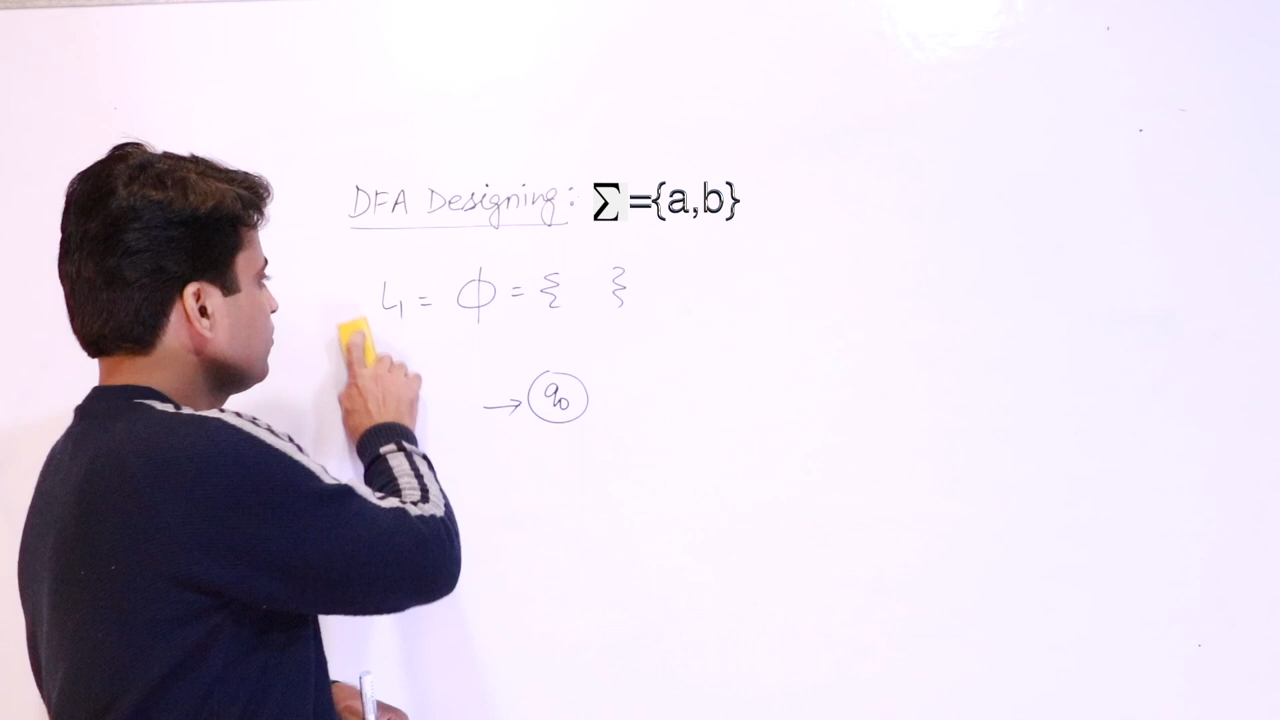 DFA Designing: Σ={a,b}
L₁ = ϕ = { }
→ q₀